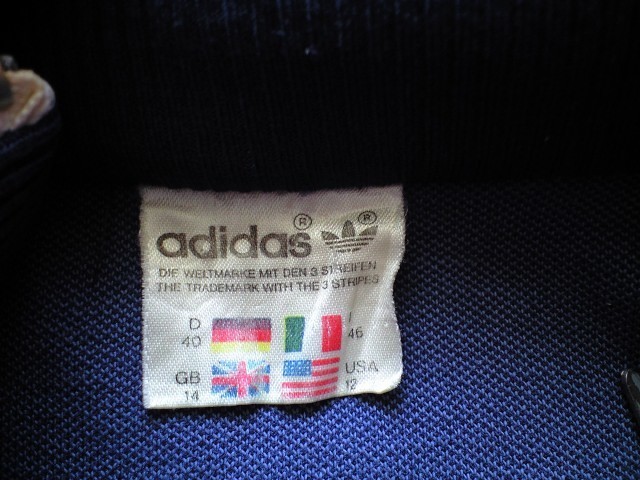 adidas®
®
DIE WELTMARKE MIT DEN 3 STREIFEN
THE TRADEMARK WITH THE 3 STRIPES
D I
40 46
GB USA
14 12